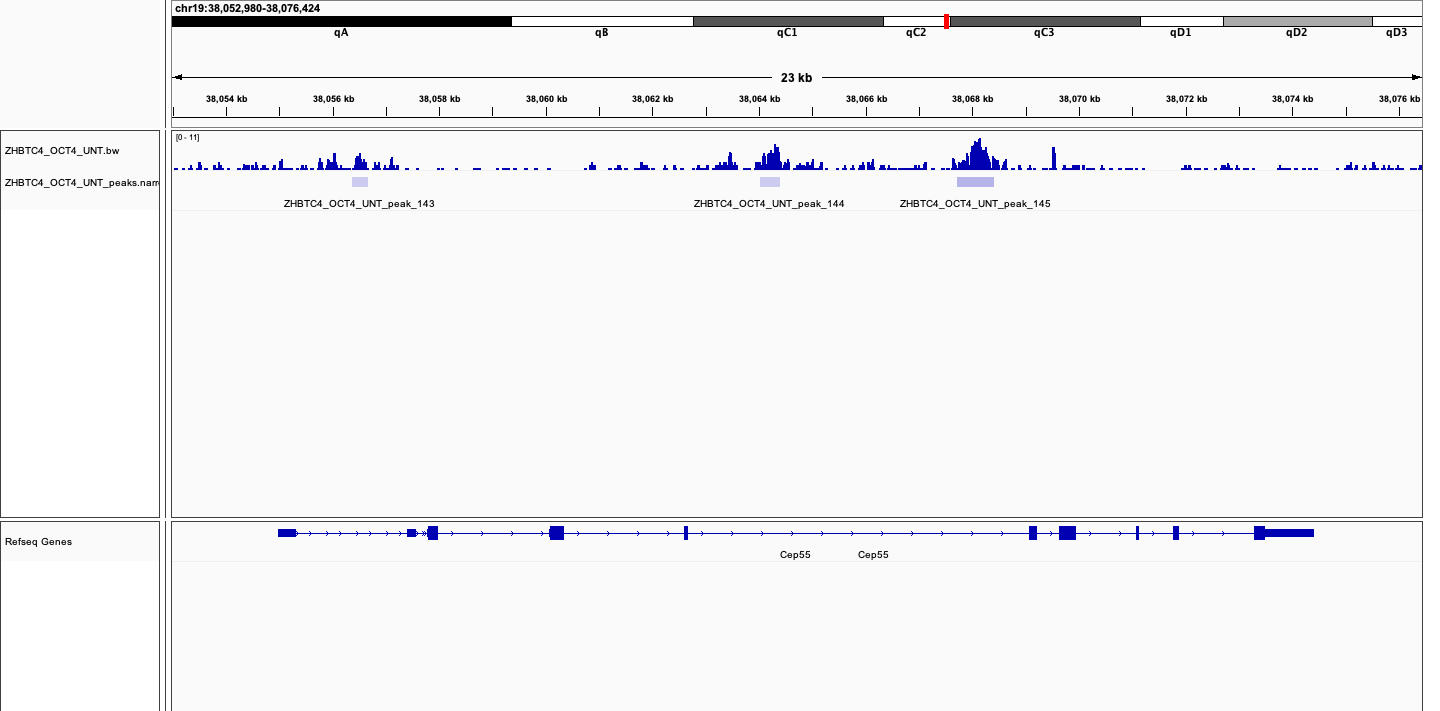 chr19:38,052,980-38,076,424
qA qB qC1 qC2 qC3 qD1 qD2 qD3
23 kb
38,054 kb 38,056 kb 38,058 kb 38,060 kb 38,062 kb 38,064 kb 38,066 kb 38,068 kb 38,070 kb 38,072 kb 38,074 kb 38,076 kb
[0 - 11]
ZHBTC4_OCT4_UNT.bw
ZHBTC4_OCT4_UNT_peaks.narr
ZHBTC4_OCT4_UNT_peak_143 ZHBTC4_OCT4_UNT_peak_144 ZHBTC4_OCT4_UNT_peak_145
Refseq Genes
Cep55 Cep55